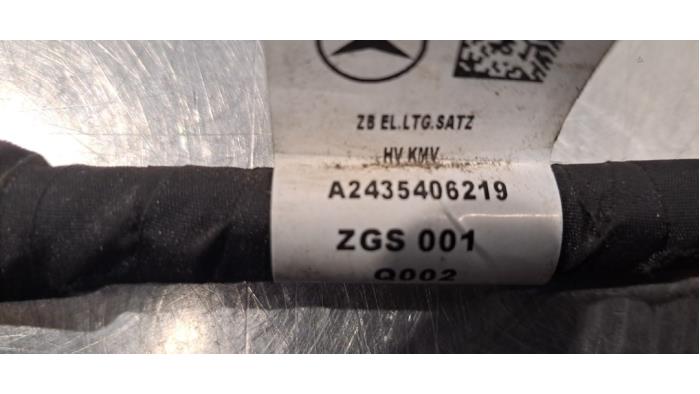 ZB EL.LTG.SATZ
HV KMV
A2435406219
ZGS 001
Q002